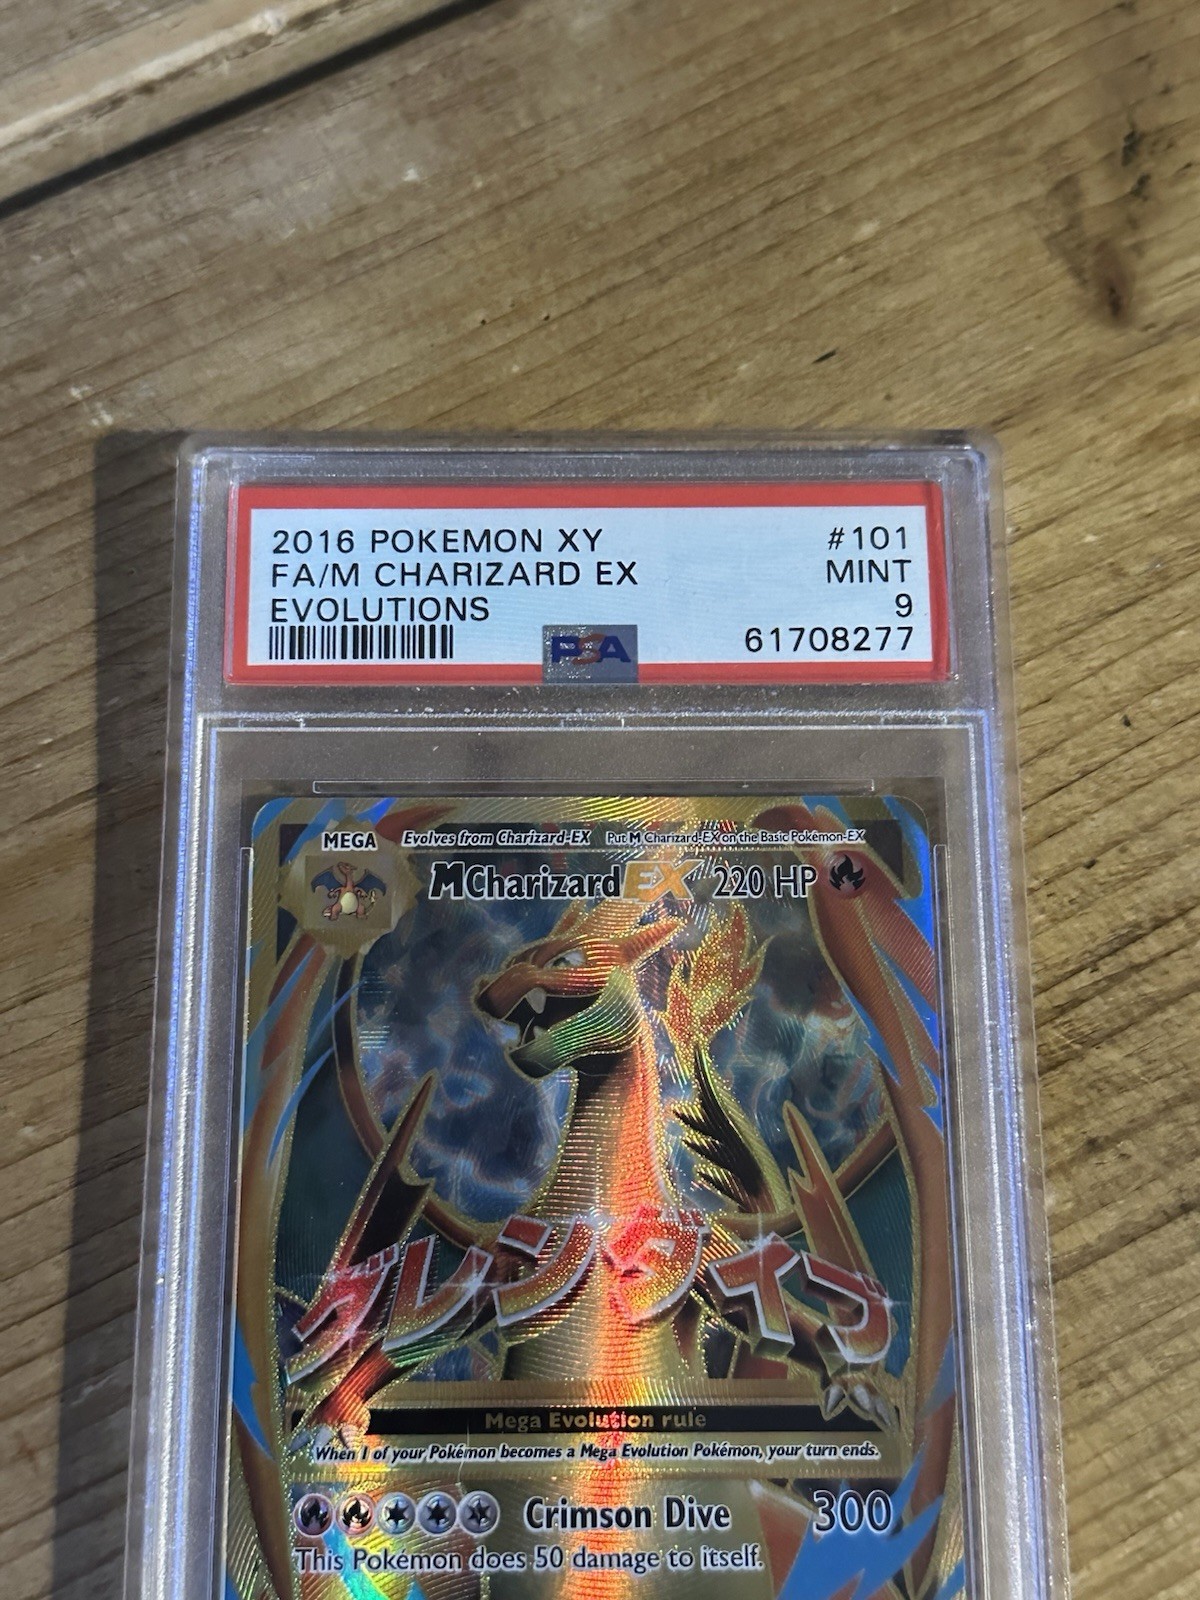 2016 POKEMON XY #101
FA/M CHARIZARD EX MINT
EVOLUTIONS 9
PSA 61708277
MEGA Evolves from Charizard-EX Put M Charizard-EX on the Basic Pokémon-EX
MCharizard EX 220 HP
グレンダイブ
Mega Evolution rule
When 1 of your Pokémon becomes a Mega Evolution Pokémon, your turn ends.
Crimson Dive 300
This Pokémon does 50 damage to itself.